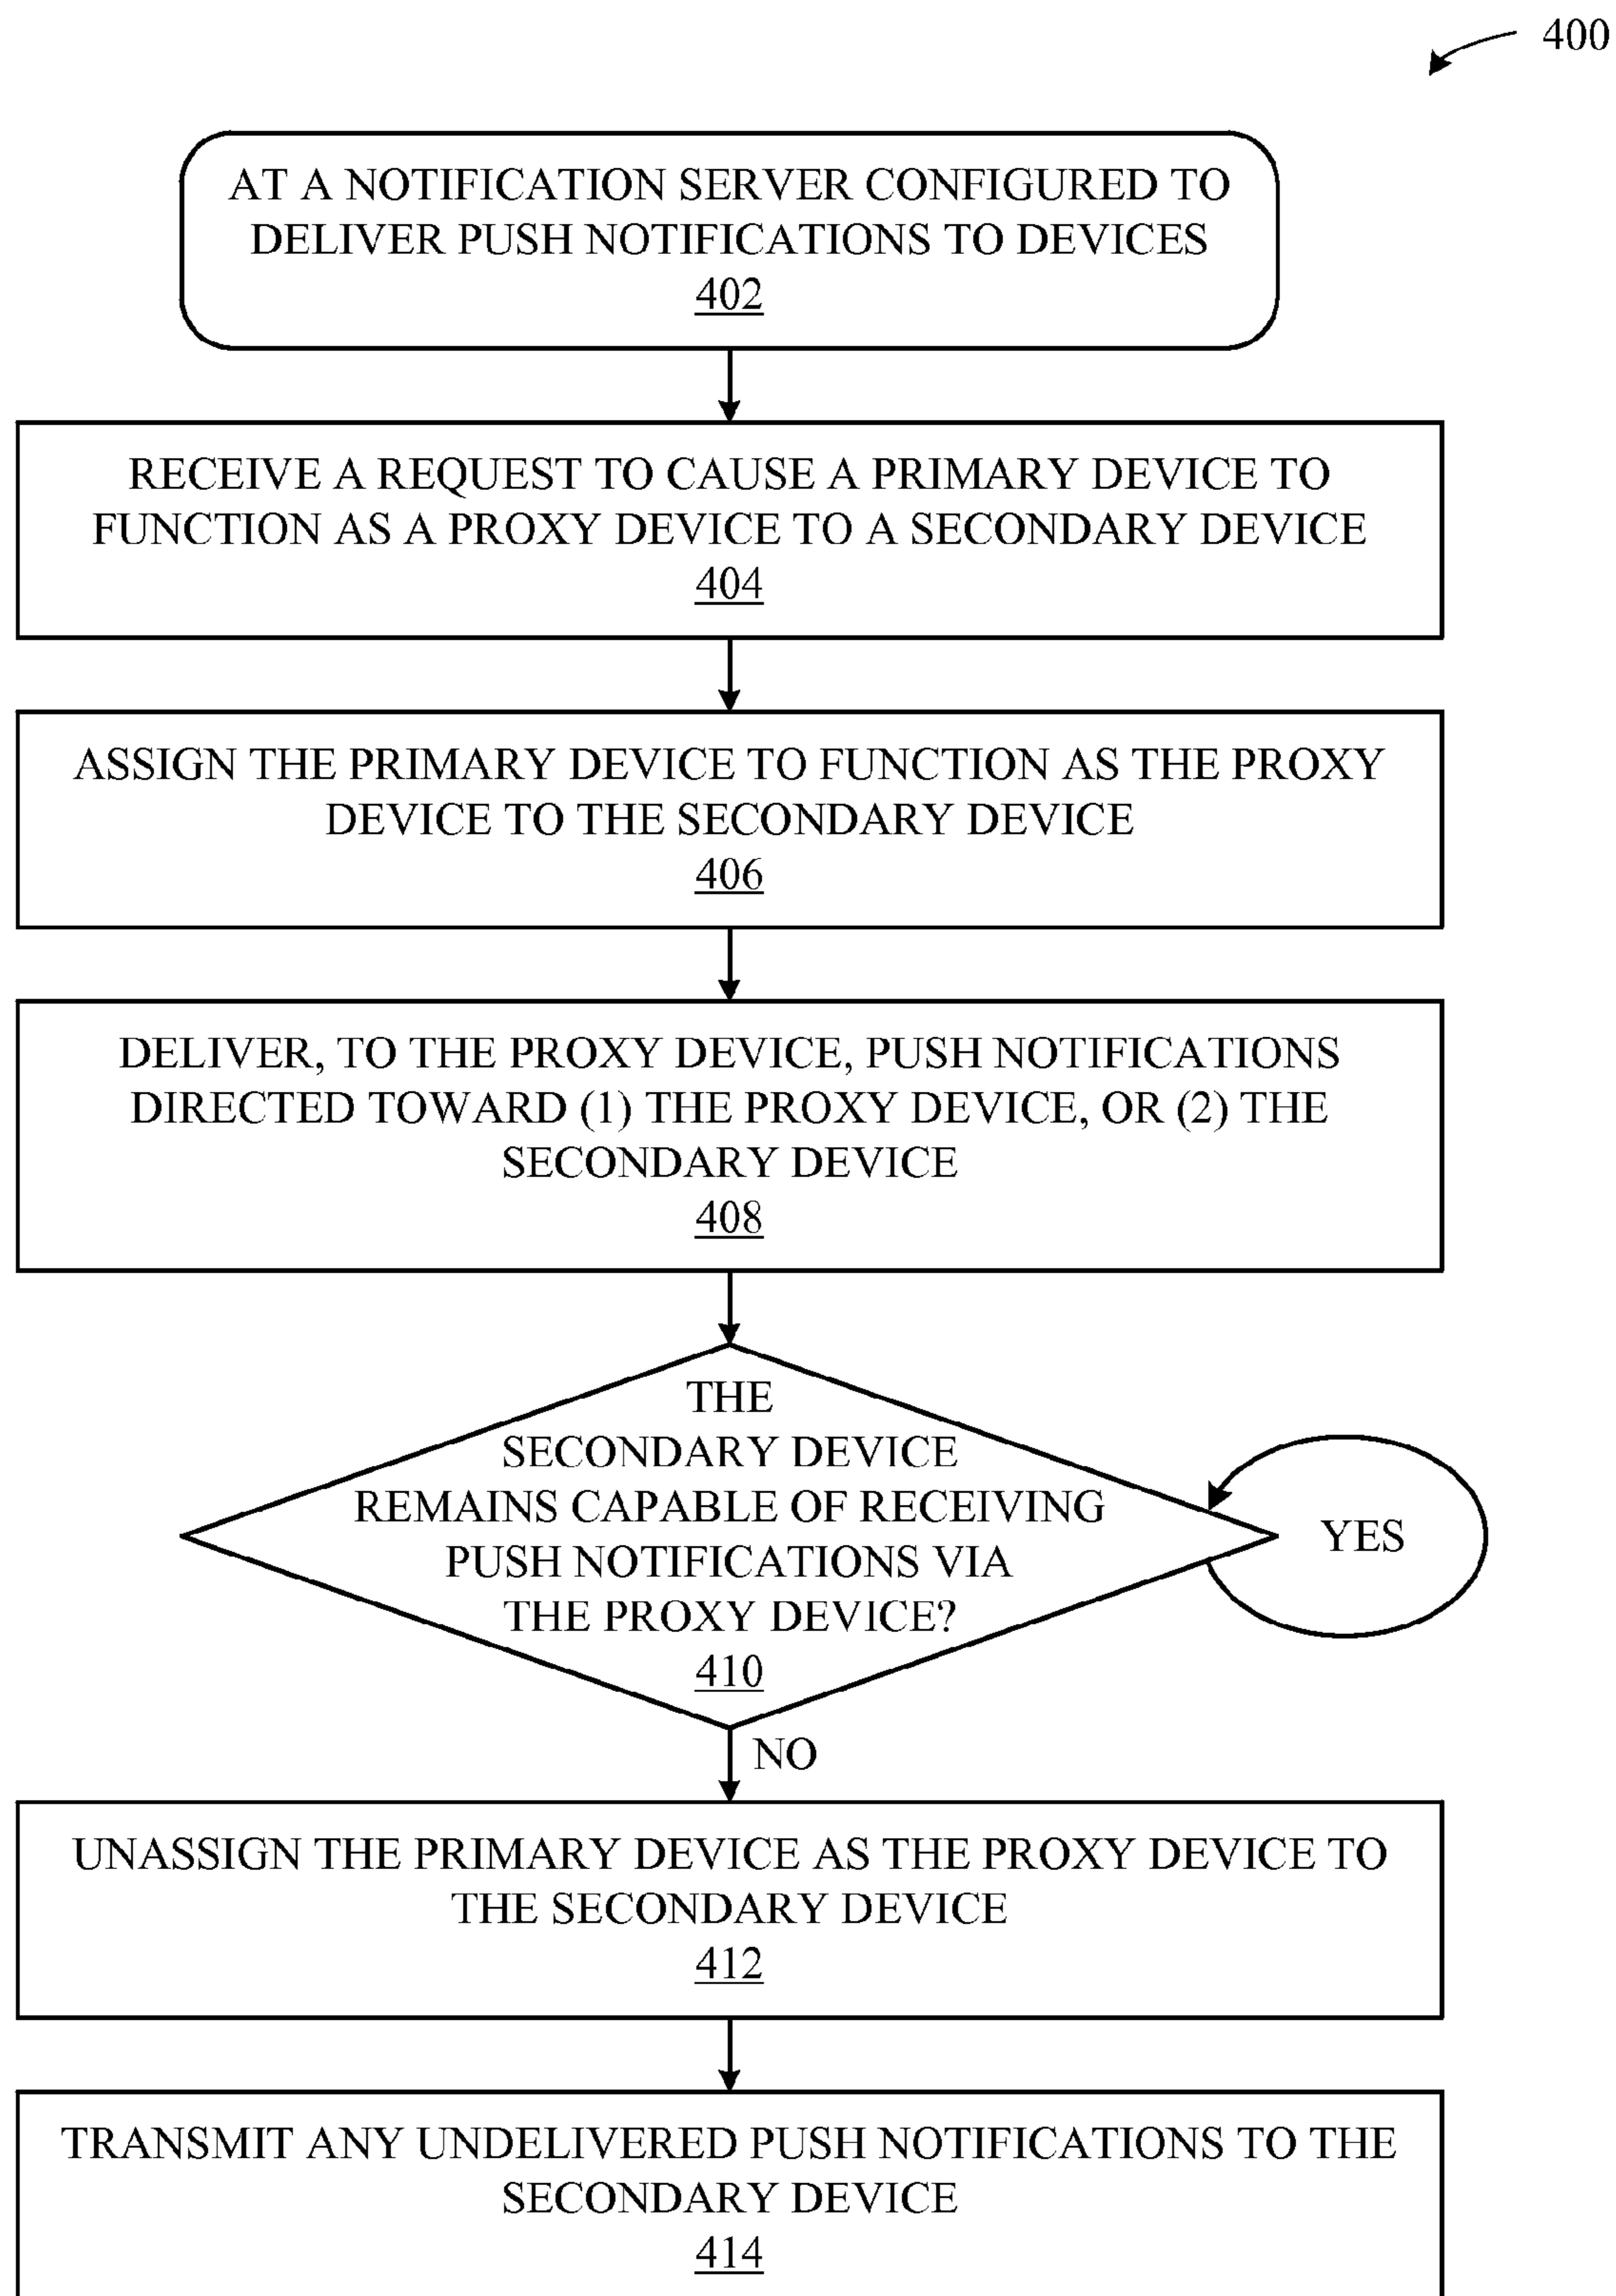 400
AT A NOTIFICATION SERVER CONFIGURED TO
DELIVER PUSH NOTIFICATIONS TO DEVICES
402
RECEIVE A REQUEST TO CAUSE A PRIMARY DEVICE TO
FUNCTION AS A PROXY DEVICE TO A SECONDARY DEVICE
404
ASSIGN THE PRIMARY DEVICE TO FUNCTION AS THE PROXY
DEVICE TO THE SECONDARY DEVICE
406
DELIVER, TO THE PROXY DEVICE, PUSH NOTIFICATIONS
DIRECTED TOWARD (1) THE PROXY DEVICE, OR (2) THE
SECONDARY DEVICE
408
THE
SECONDARY DEVICE
REMAINS CAPABLE OF RECEIVING
PUSH NOTIFICATIONS VIA
THE PROXY DEVICE?
410
YES
NO
UNASSIGN THE PRIMARY DEVICE AS THE PROXY DEVICE TO
THE SECONDARY DEVICE
412
TRANSMIT ANY UNDELIVERED PUSH NOTIFICATIONS TO THE
SECONDARY DEVICE
414